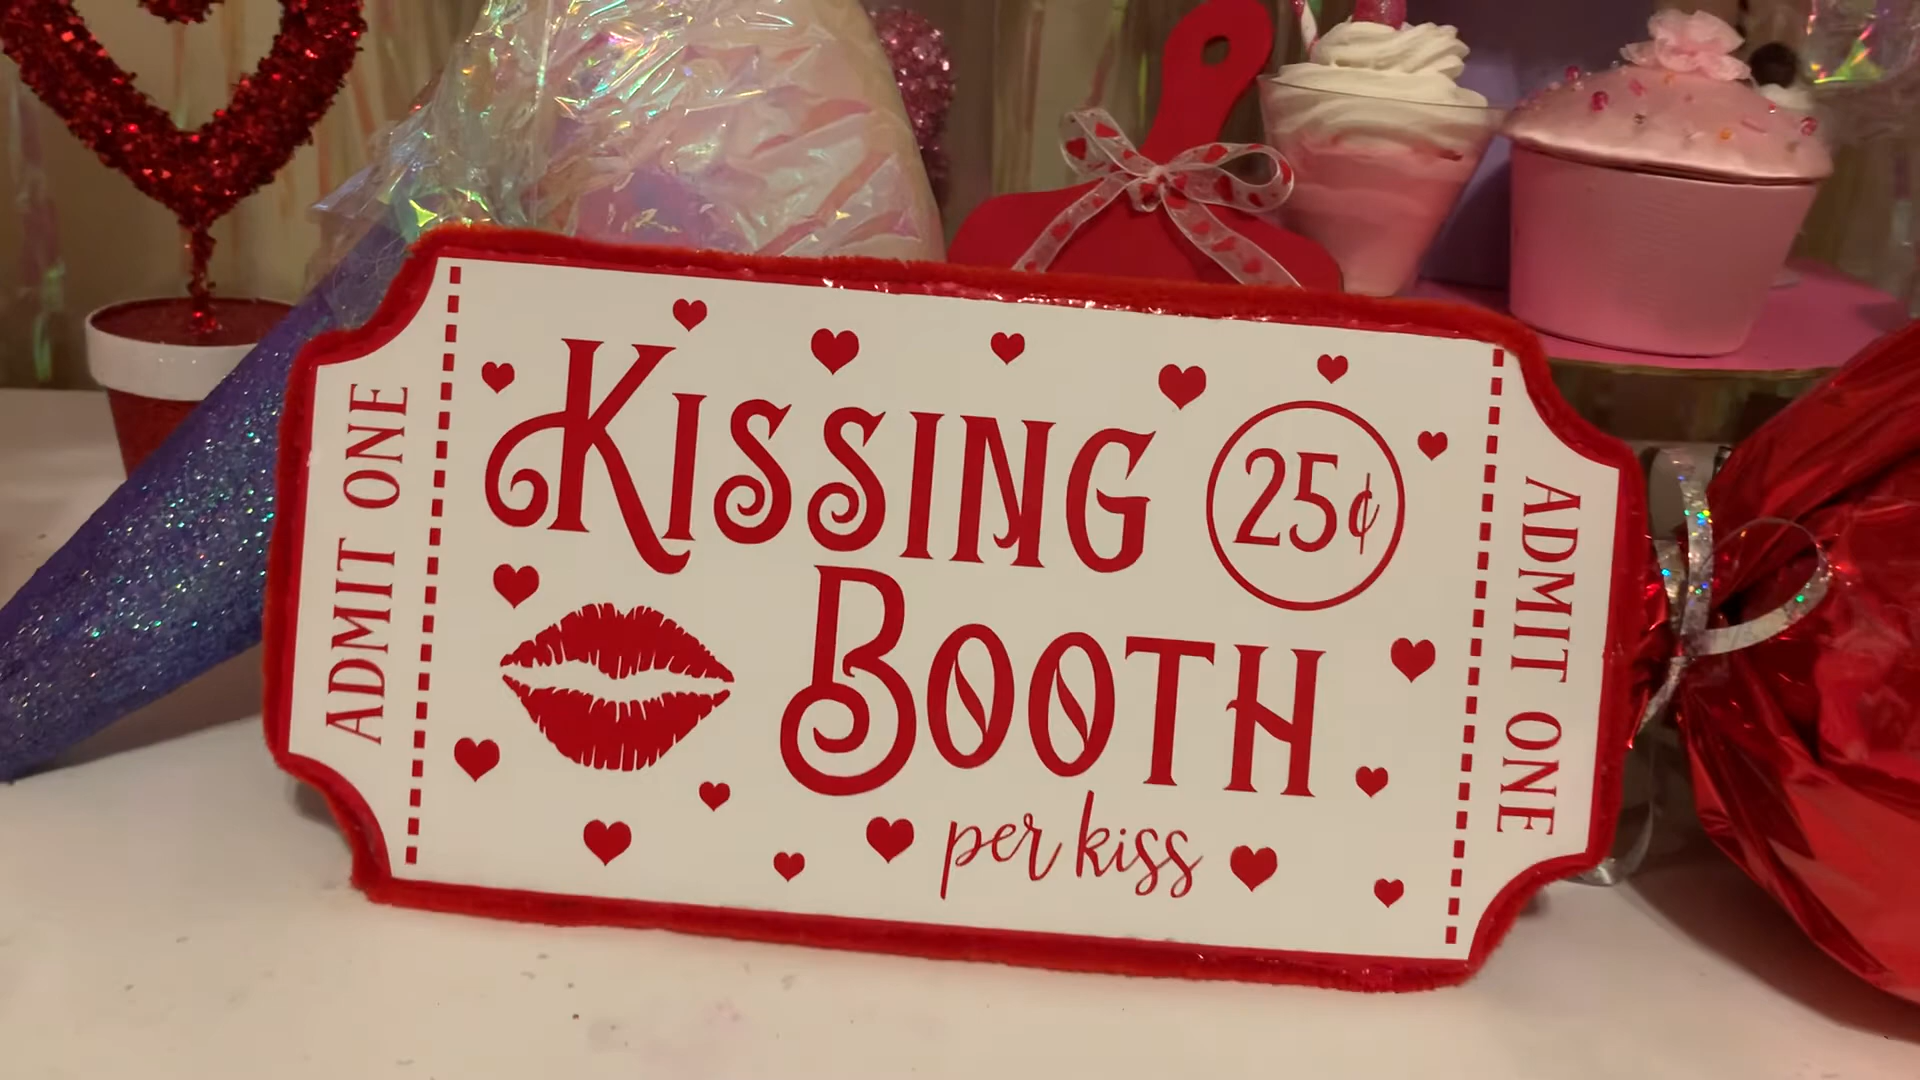 ADMIT ONE
KISSING
25¢
BOOTH
per kiss
ADMIT ONE